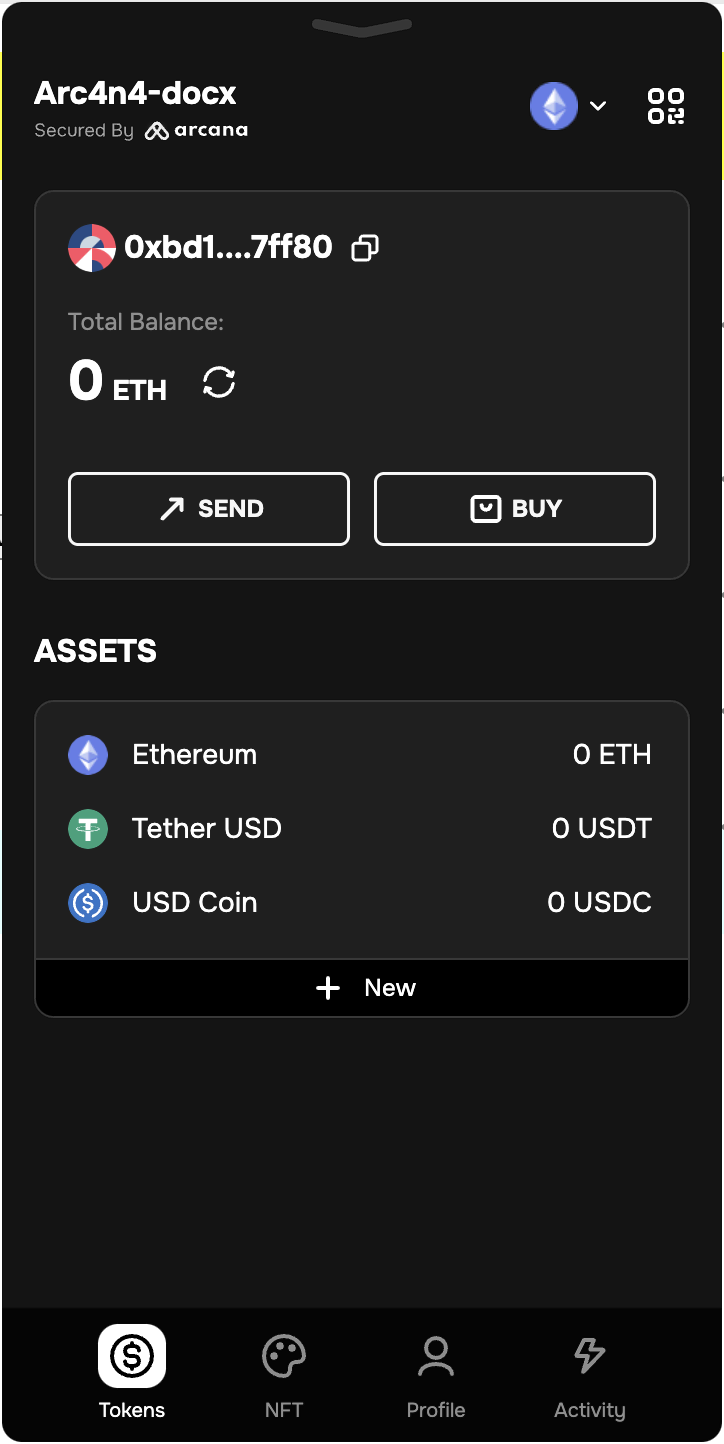 Arc4n4-docx
Secured By arcana
0xbd1....7ff80
Total Balance:
0 ETH
SEND BUY
ASSETS
Ethereum 0 ETH
Tether USD 0 USDT
USD Coin 0 USDC
+ New
Tokens NFT Profile Activity